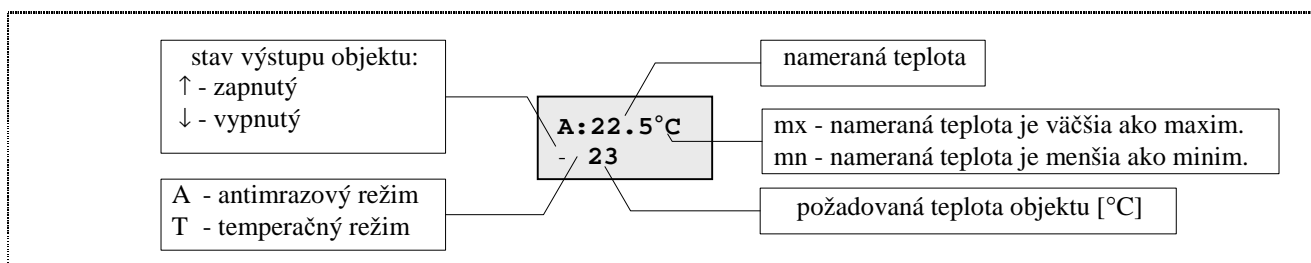 stav výstupu objektu:
↑ - zapnutý
↓ - vypnutý
nameraná teplota
A:22.5°C
- 23
mx - nameraná teplota je väčšia ako maxim.
mn - nameraná teplota je menšia ako minim.
A - antimrazový režim
T - temperačný režim
požadovaná teplota objektu [°C]